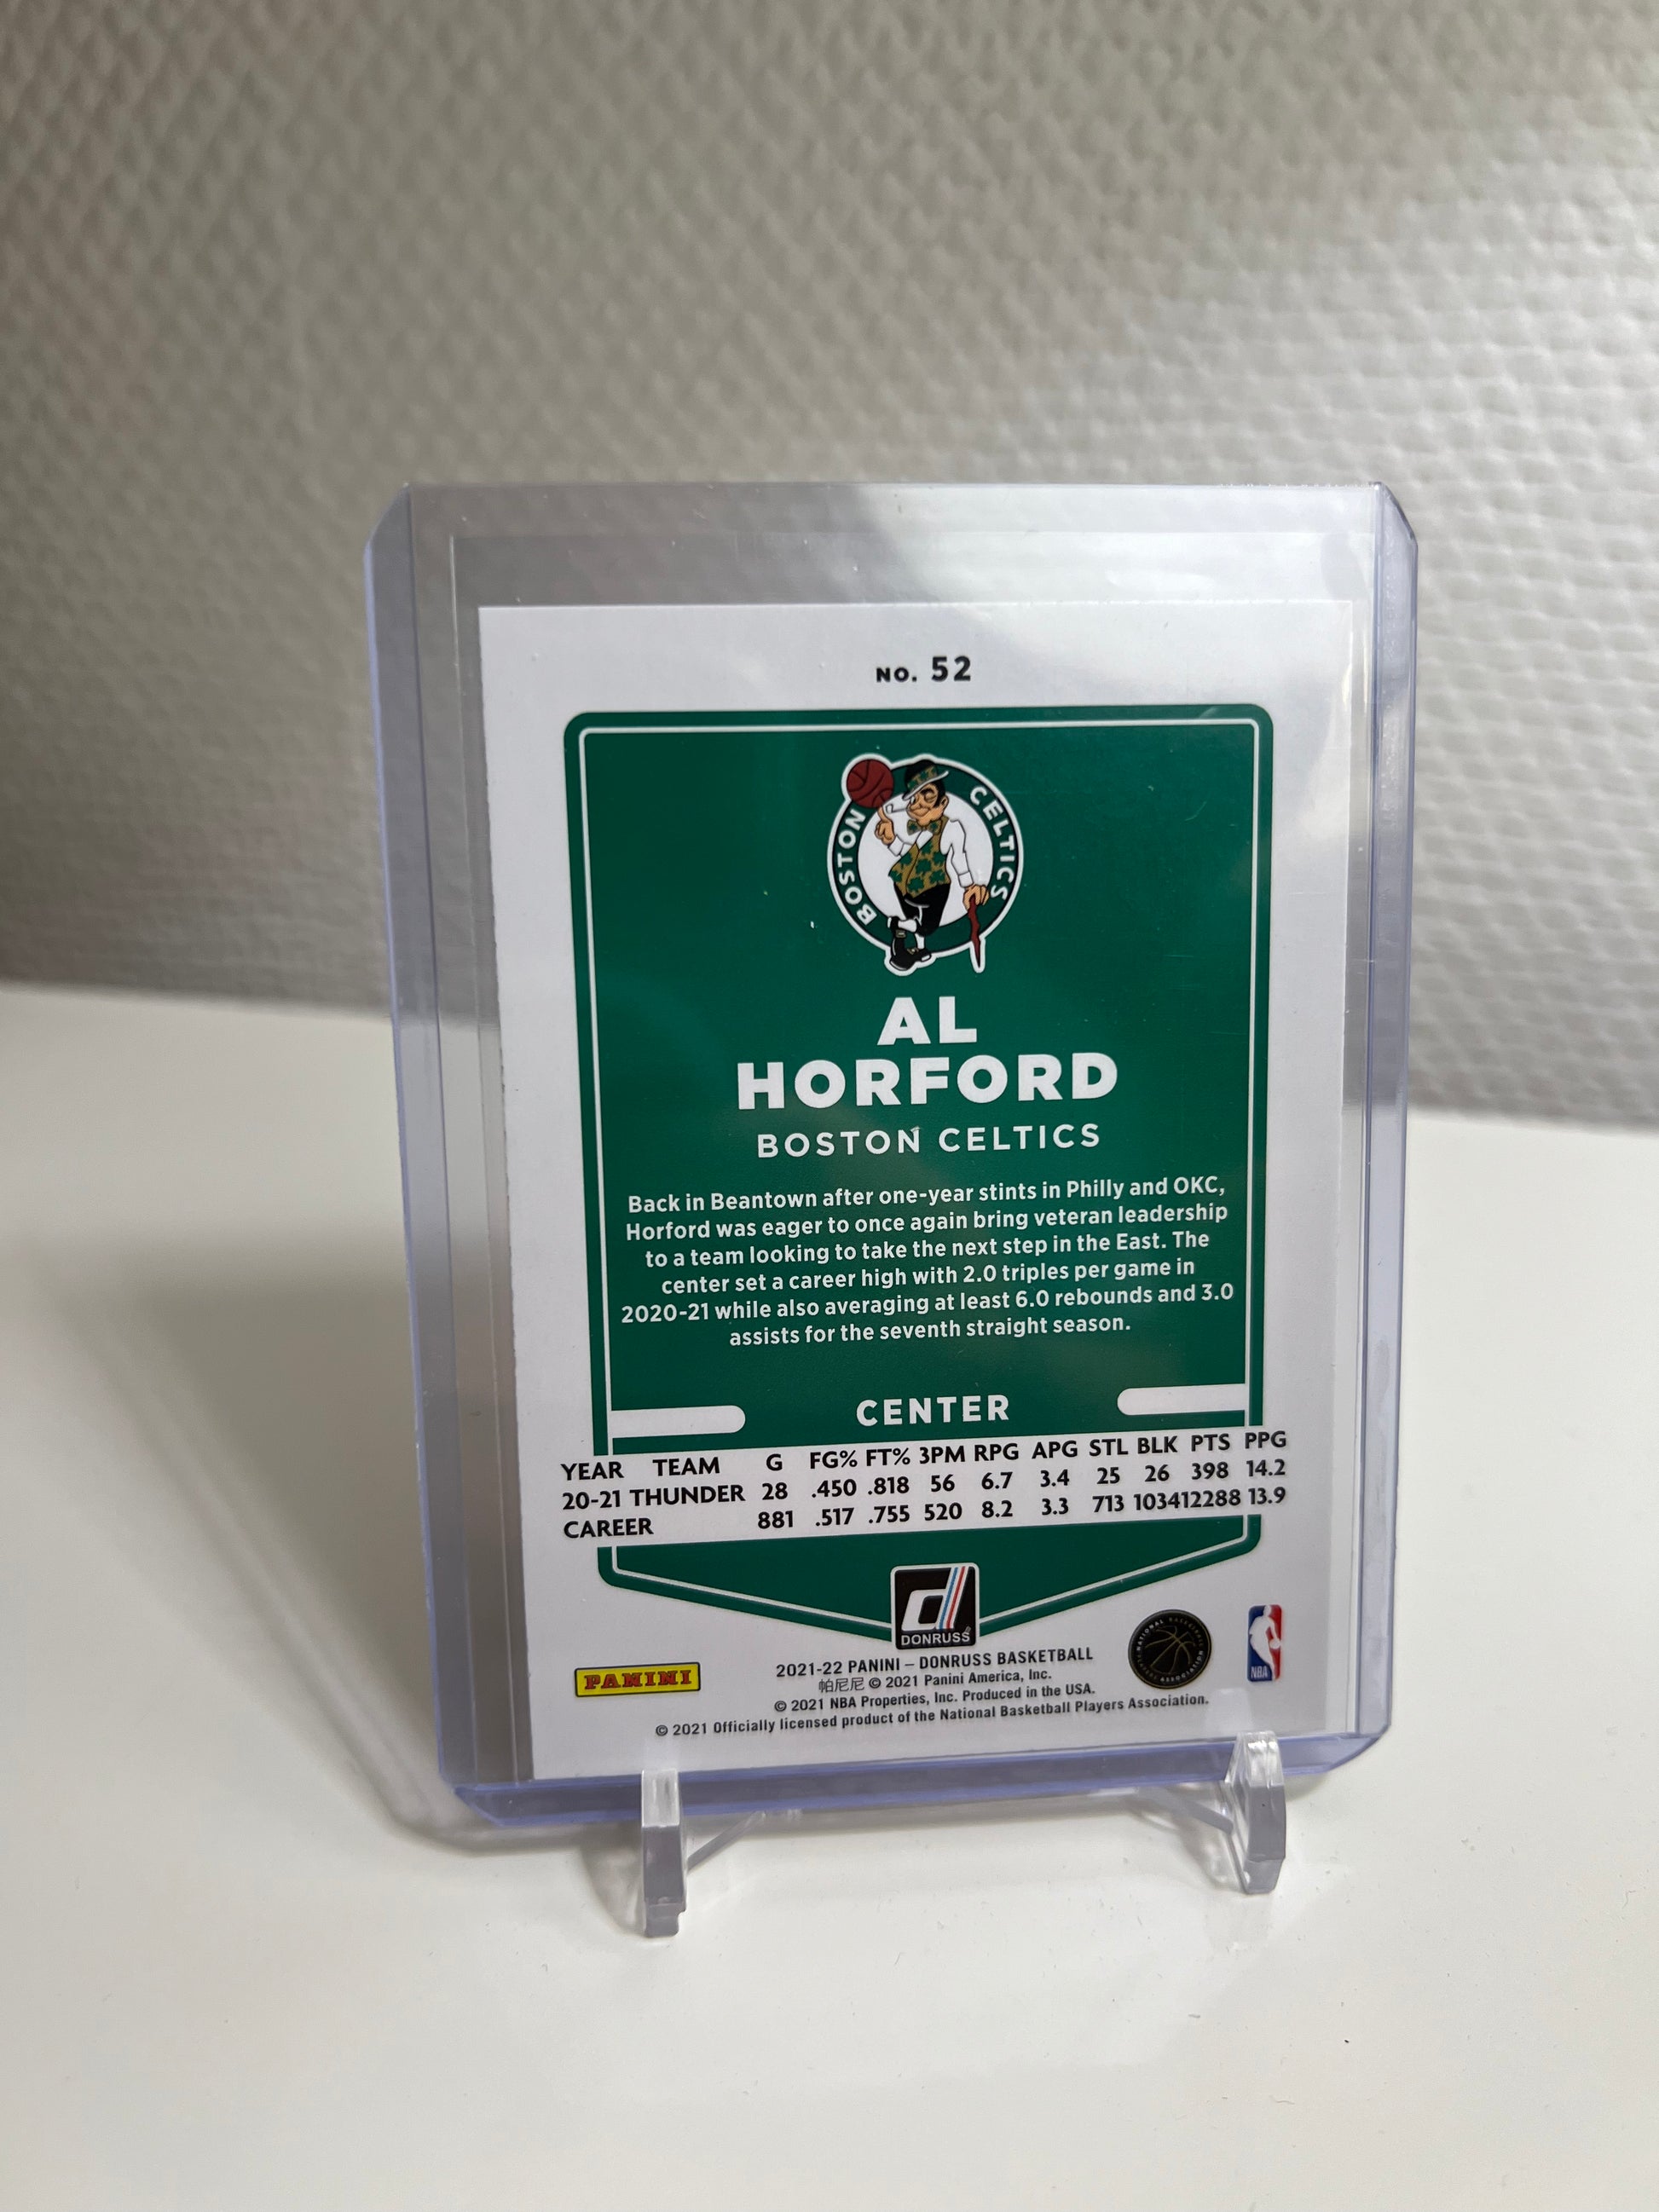 NO. 52
BOSTON CELTICS
AL
HORFORD
BOSTON CELTICS
Back in Beantown after one-year stints in Philly and OKC,
Horford was eager to once again bring veteran leadership
to a team looking to take the next step in the East. The
center set a career high with 2.0 triples per game in
2020-21 while also averaging at least 6.0 rebounds and 3.0
assists for the seventh straight season.
CENTER
YEAR TEAM G FG% FT% 3PM RPG APG STL BLK PTS PPG
20-21 THUNDER 28 .450 .818 56 6.7 3.4 25 26 398 14.2
CAREER 881 .517 .755 520 8.2 3.3 713 1034 12288 13.9
DONRUSS
PANINI
2021-22 PANINI – DONRUSS BASKETBALL
帕尼尼 © 2021 Panini America, Inc.
© 2021 NBA Properties, Inc. Produced in the USA.
© 2021 Officially licensed product of the National Basketball Players Association.
NATIONAL BASKETBALL PLAYERS ASSOCIATION
NBA